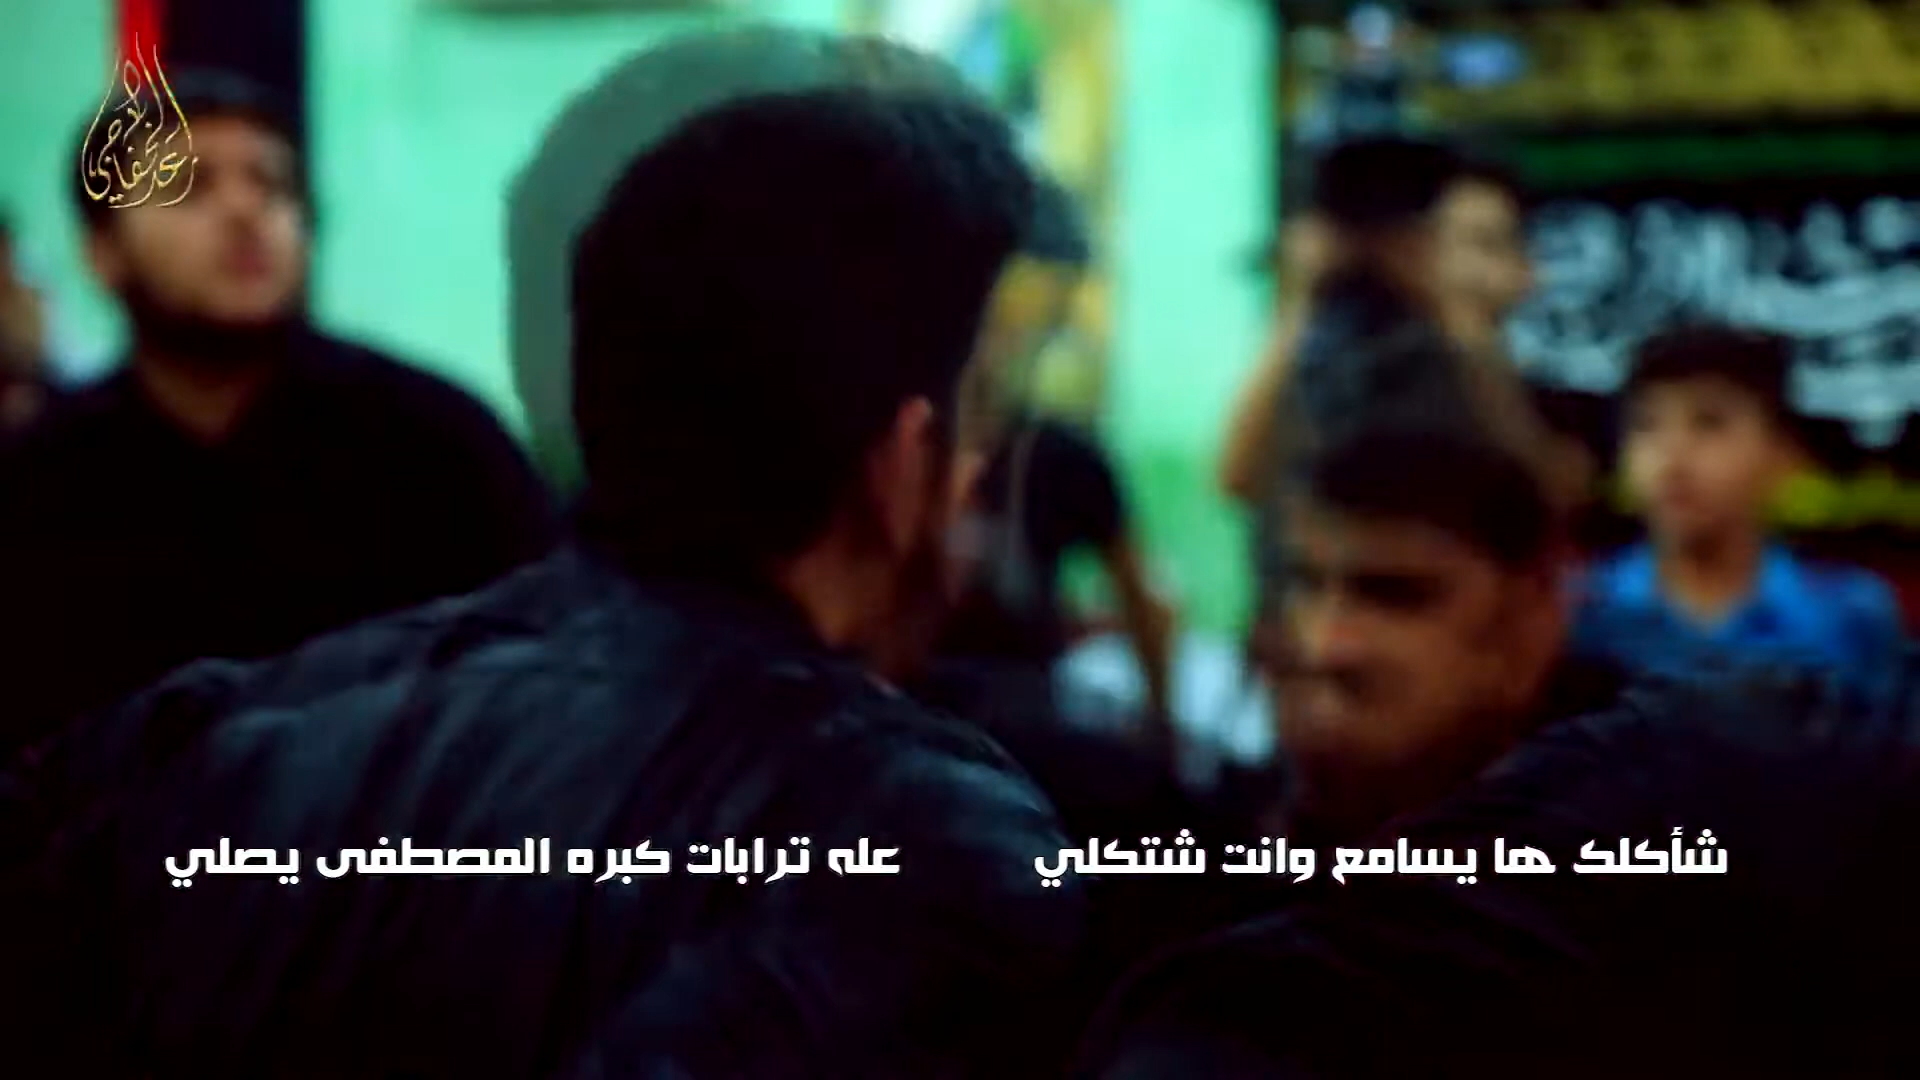 شأكلك ها يسامع وانت شتكلي عله ترابات كبره المصطفى يصلي